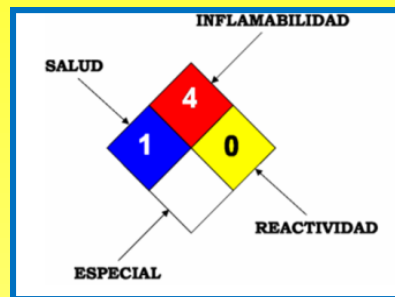 INFLAMABILIDAD
SALUD
4
1
0
REACTIVIDAD
ESPECIAL